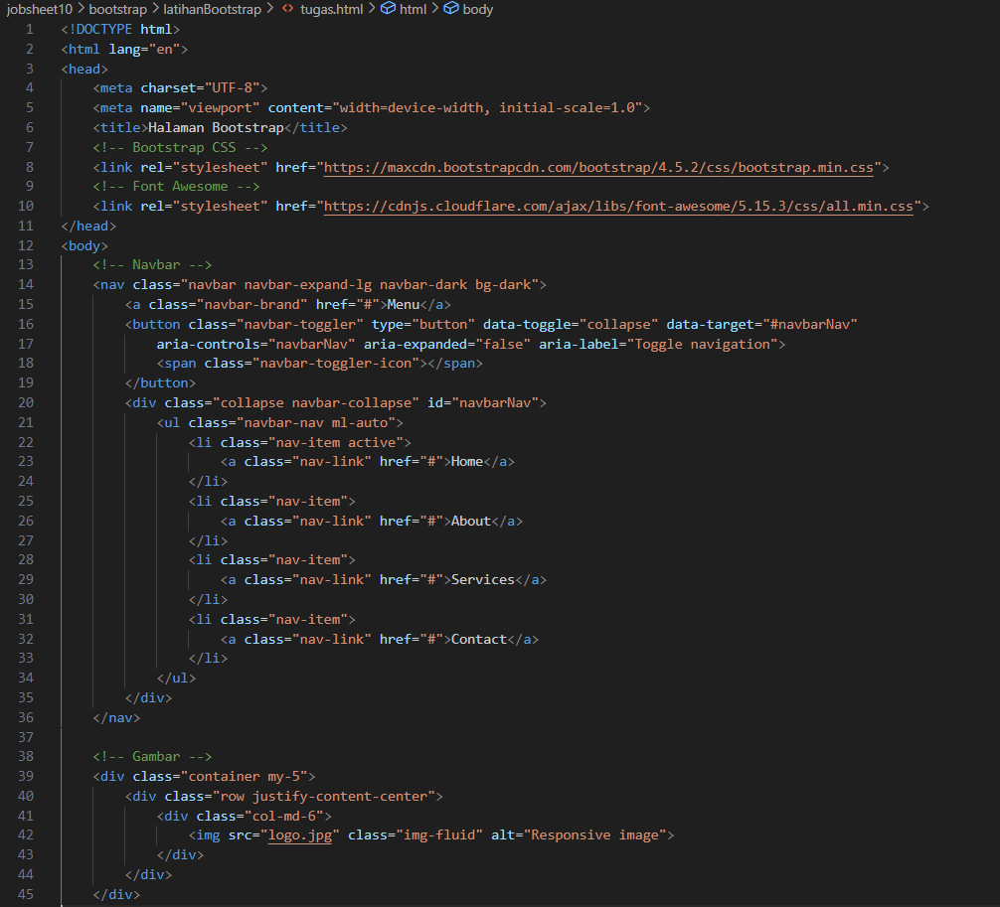 jobsheet10 > bootstrap > latihanBootstrap > <> tugas.html > html > body
1 <!DOCTYPE html>
2 <html lang="en">
3 <head>
4 <meta charset="UTF-8">
5 <meta name="viewport" content="width=device-width, initial-scale=1.0">
6 <title>Halaman Bootstrap</title>
7 <!-- Bootstrap CSS -->
8 <link rel="stylesheet" href="https://maxcdn.bootstrapcdn.com/bootstrap/4.5.2/css/bootstrap.min.css">
9 <!-- Font Awesome -->
10 <link rel="stylesheet" href="https://cdnjs.cloudflare.com/ajax/libs/font-awesome/5.15.3/css/all.min.css">
11 </head>
12 <body>
13 <!-- Navbar -->
14 <nav class="navbar navbar-expand-lg navbar-dark bg-dark">
15 <a class="navbar-brand" href="#">Menu</a>
16 <button class="navbar-toggler" type="button" data-toggle="collapse" data-target="#navbarNav"
17 aria-controls="navbarNav" aria-expanded="false" aria-label="Toggle navigation">
18 <span class="navbar-toggler-icon"></span>
19 </button>
20 <div class="collapse navbar-collapse" id="navbarNav">
21 <ul class="navbar-nav ml-auto">
22 <li class="nav-item active">
23 <a class="nav-link" href="#">Home</a>
24 </li>
25 <li class="nav-item">
26 <a class="nav-link" href="#">About</a>
27 </li>
28 <li class="nav-item">
29 <a class="nav-link" href="#">Services</a>
30 </li>
31 <li class="nav-item">
32 <a class="nav-link" href="#">Contact</a>
33 </li>
34 </ul>
35 </div>
36 </nav>
37
38 <!-- Gambar -->
39 <div class="container my-5">
40 <div class="row justify-content-center">
41 <div class="col-md-6">
42 <img src="logo.jpg" class="img-fluid" alt="Responsive image">
43 </div>
44 </div>
45 </div>